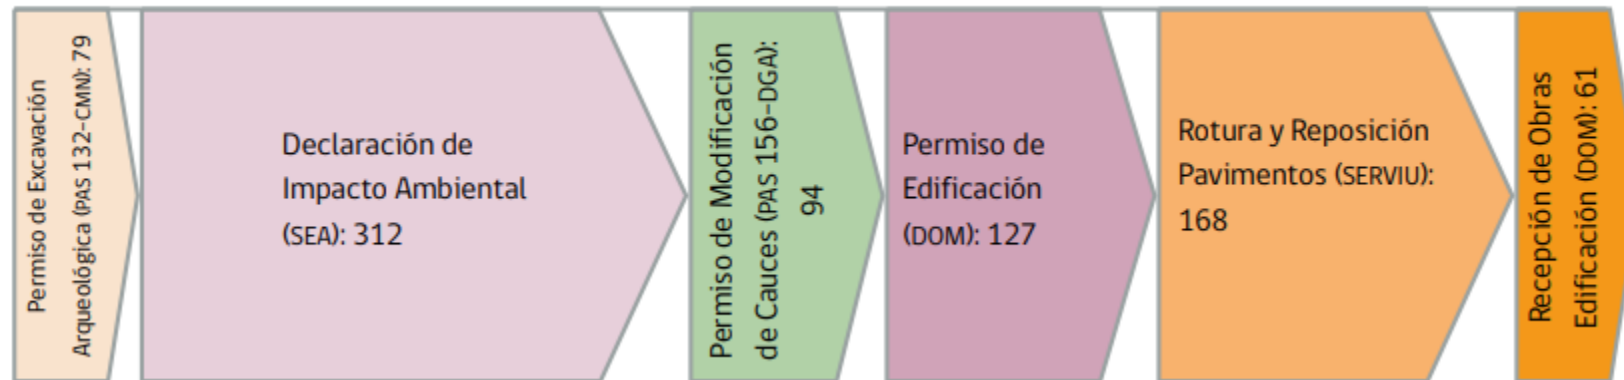 Permiso de Excavación
Arqueológica (PAS 132-CMN): 79
Declaración de
Impacto Ambiental
(SEA): 312
Permiso de Modificación
de Cauces (PAS 156-DGA):
94
Permiso de
Edificación
(DOM): 127
Rotura y Reposición
Pavimentos (SERVIU):
168
Recepción de Obras
Edificación (DOM): 61